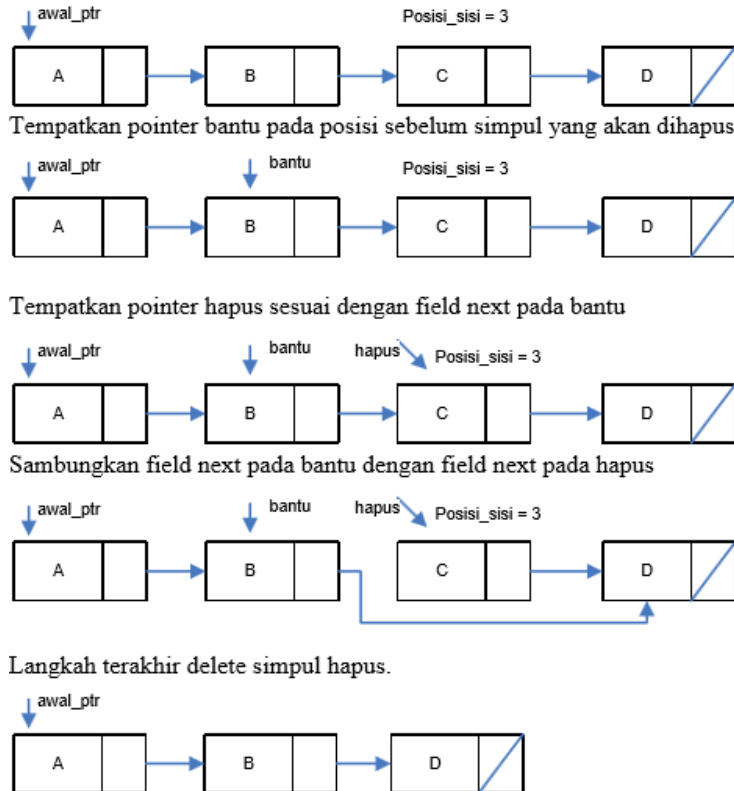 awal_ptr Posisi_sisi = 3
A B C D
Tempatkan pointer bantu pada posisi sebelum simpul yang akan dihapus
awal_ptr bantu Posisi_sisi = 3
A B C D
Tempatkan pointer hapus sesuai dengan field next pada bantu
awal_ptr bantu hapus Posisi_sisi = 3
A B C D
Sambungkan field next pada bantu dengan field next pada hapus
awal_ptr bantu hapus Posisi_sisi = 3
A B C D
Langkah terakhir delete simpul hapus.
awal_ptr
A B D